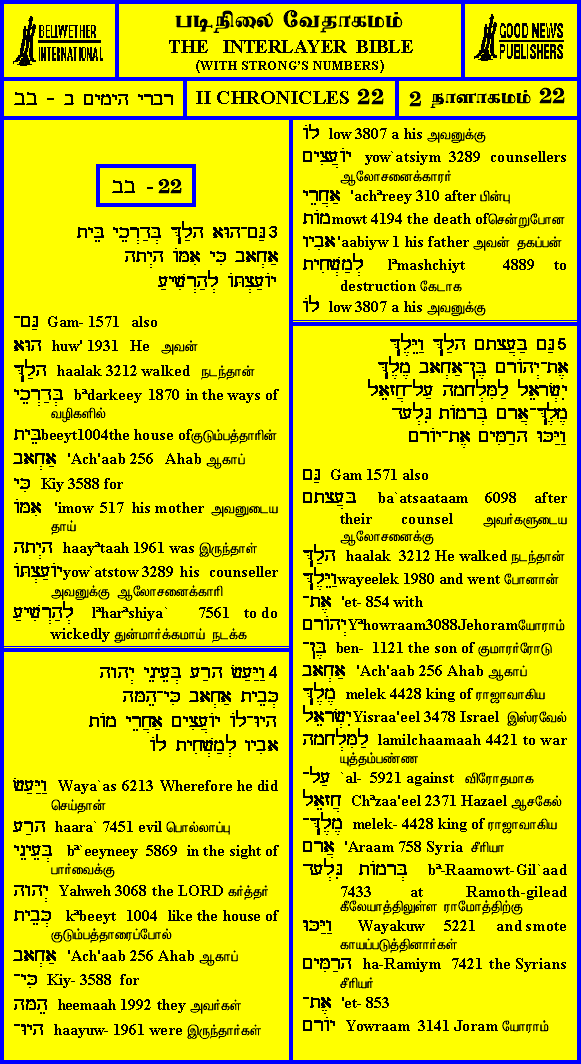 BELLWETHER
INTERNATIONAL
படிநிலை வேதாகமம்
THE INTERLAYER BIBLE
(WITH STRONG'S NUMBERS)
GOOD NEWS
PUBLISHERS
דברי הימים ב - בב
II CHRONICLES 22
2 நாளாகமம் 22
בב - 22
3 גַּם־הוּא הָלַךְ בְּדַרְכֵי בֵּית
אַחְאָב כִּי אִמּוֹ הָיְתָה
יוֹעַצְתּוֹ לְהַרְשִׁיעַ
גַּם־ Gam- 1571 also
הוּא huw' 1931 He அவன்
הָלַךְ haalak 3212 walked நடந்தான்
בְּדַרְכֵי bªdarkeey 1870 in the ways of
வழிகளில்
בֵּית beeyt1004the house ofகுடும்பத்தாரின்
אַחְאָב 'Ach'aab 256 Ahab ஆகாப்
כִּי Kiy 3588 for
אִמּוֹ 'imow 517 his mother அவனுடைய
தாய்
הָיְתָה haayªtaah 1961 was இருந்தாள்
יוֹעַצְתּוֹ yow`atstow 3289 his counseller
அவனுக்கு ஆலோசனைக்காரி
לְהַרְשִׁיעַ lªharªshiya` 7561 to do
wickedly துன்மார்க்கமாய் நடக்க
4 וַיַּעַשׂ הָרַע בְּעֵינֵי יְהוָה
כְּבֵית אַחְאָב כִּי־הֵמָּה
הָיוּ־לוֹ יוֹעֲצִים אַחֲרֵי מוֹת
אָבִיו לְמַשְׁחִית לוֹ
וַיַּעַשׂ Waya`as 6213 Wherefore he did
செய்தான்
הָרַע haara` 7451 evil பொல்லாப்பு
בְּעֵינֵי bª`eeyneey 5869 in the sight of
பார்வைக்கு
יְהוָה Yahweh 3068 the LORD கர்த்தர்
כְּבֵית kªbeeyt 1004 like the house of
குடும்பத்தாரைப்போல்
אַחְאָב 'Ach'aab 256 Ahab ஆகாப்
כִּי־ Kiy- 3588 for
הֵמָּה heemaah 1992 they அவர்கள்
הָיוּ־ haayuw- 1961 were இருந்தார்கள்
לוֹ low 3807 a his அவனுக்கு
יוֹעֲצִים yow`atsiym 3289 counsellers
ஆலோசனைக்காரர்
אַחֲרֵי 'achªreey 310 after பின்பு
מוֹת mowt 4194 the death ofசென்றுபோன
אָבִיו 'aabiyw 1 his father அவன் தகப்பன்
לְמַשְׁחִית lªmashchiyt 4889 to
destruction கேடாக
לוֹ low 3807 a his அவனுக்கு
5 גַּם בַּעֲצָתָם הָלַךְ וַיֵּלֶךְ
אֶת־יְהוֹרָם בֶּן־אַחְאָב מֶלֶךְ
יִשְׂרָאֵל לַמִּלְחָמָה עַל־חֲזָאֵל
מֶלֶךְ־אֲרָם בְּרָמוֹת גִּלְעָד
וַיַּכּוּ הָרַמִּים אֶת־יוֹרָם
גַּם Gam 1571 also
בַּעֲצָתָם ba`atsaataam 6098 after
their counsel அவர்களுடைய
ஆலோசனைக்கு
הָלַךְ haalak 3212 He walked நடந்தான்
וַיֵּלֶךְ wayeelek 1980 and went போனான்
אֶת־ 'et- 854 with
יְהוֹרָם Yªhowraam3088Jehoramயோராம்
בֶּן־ ben- 1121 the son of குமாரரோடு
אַחְאָב 'Ach'aab 256 Ahab ஆகாப்
מֶלֶךְ melek 4428 king of ராஜாவாகிய
יִשְׂרָאֵל Yisraa'eel 3478 Israel இஸ்ரவேல்
לַמִּלְחָמָה lamilchaamaah 4421 to war
யுத்தம்பண்ண
עַל־ `al- 5921 against விரோதமாக
חֲזָאֵל Chªzaa'eel 2371 Hazael ஆசகேல்
מֶלֶךְ־ melek- 4428 king of ராஜாவாகிய
אֲרָם 'Araam 758 Syria சீரியா
בְּרָמוֹת גִּלְעָד bª-Raamowt-Gil`aad
7433 at Ramoth-gilead
கீலேயாத்திலுள்ள ராமோத்திற்கு
וַיַּכּוּ Wayakuw 5221 and smote
காயப்படுத்தினார்கள்
הָרַמִּים ha-Ramiym 7421 the Syrians
சீரியர்
אֶת־ 'et- 853
יוֹרָם Yowraam 3141 Joram யோராம்